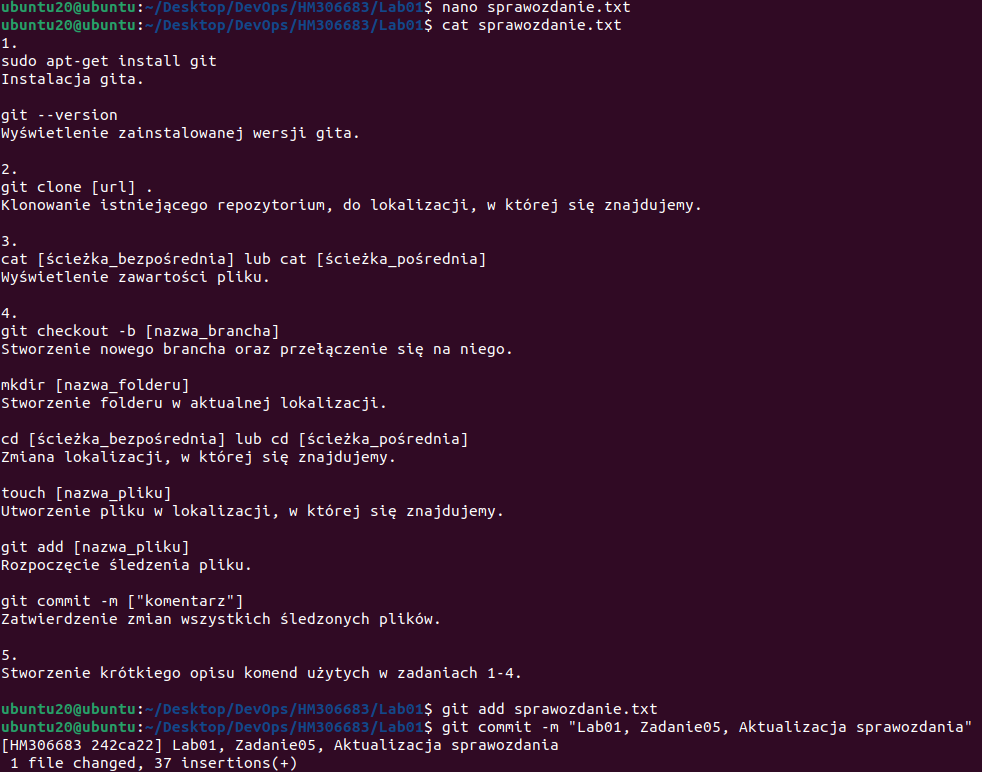 ubuntu20@ubuntu:~/Desktop/DevOps/HM306683/Lab01$ nano sprawozdanie.txt
ubuntu20@ubuntu:~/Desktop/DevOps/HM306683/Lab01$ cat sprawozdanie.txt
1.
sudo apt-get install git
Instalacja gita.

git --version
Wyświetlenie zainstalowanej wersji gita.

2.
git clone [url] .
Klonowanie istniejącego repozytorium, do lokalizacji, w której się znajdujemy.

3.
cat [ścieżka_bezpośrednia] lub cat [ścieżka_pośrednia]
Wyświetlenie zawartości pliku.

4.
git checkout -b [nazwa_brancha]
Stworzenie nowego brancha oraz przełączenie się na niego.

mkdir [nazwa_folderu]
Stworzenie folderu w aktualnej lokalizacji.

cd [ścieżka_bezpośrednia] lub cd [ścieżka_pośrednia]
Zmiana lokalizacji, w której się znajdujemy.

touch [nazwa_pliku]
Utworzenie pliku w lokalizacji, w której się znajdujemy.

git add [nazwa_pliku]
Rozpoczęcie śledzenia pliku.

git commit -m ["komentarz"]
Zatwierdzenie zmian wszystkich śledzonych plików.

5.
Stworzenie krótkiego opisu komend użytych w zadaniach 1-4.

ubuntu20@ubuntu:~/Desktop/DevOps/HM306683/Lab01$ git add sprawozdanie.txt
ubuntu20@ubuntu:~/Desktop/DevOps/HM306683/Lab01$ git commit -m "Lab01, Zadanie05, Aktualizacja sprawozdania"
[HM306683 242ca22] Lab01, Zadanie05, Aktualizacja sprawozdania
 1 file changed, 37 insertions(+)